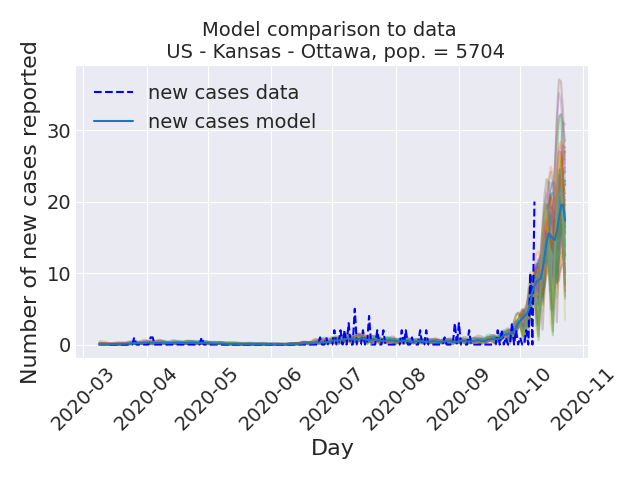 Model comparison to data
US - Kansas - Ottawa, pop. = 5704
new cases data
new cases model
Number of new cases reported
30
20
10
0
2020-03
2020-04
2020-05
2020-06
2020-07
2020-08
2020-09
2020-10
2020-11
Day